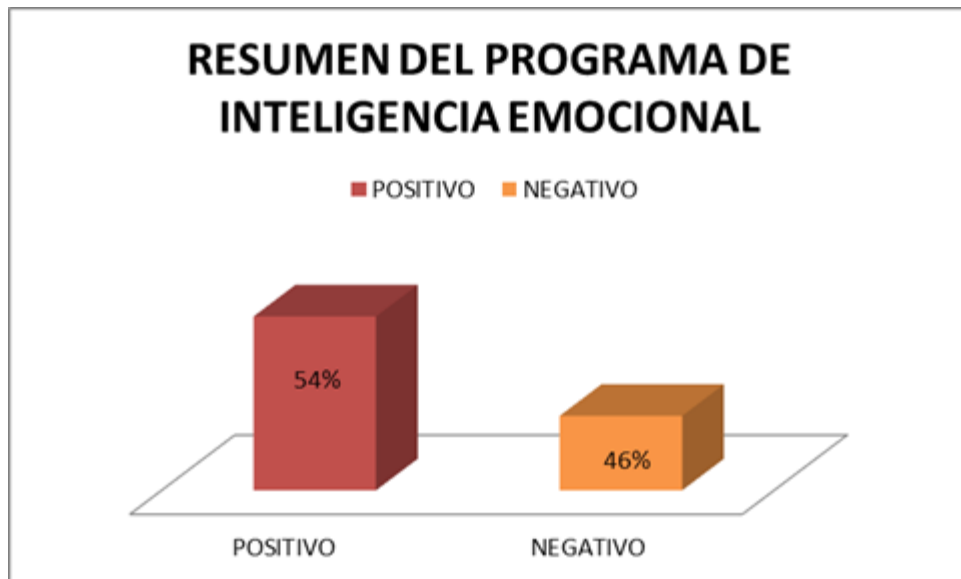 RESUMEN DEL PROGRAMA DE
INTELIGENCIA EMOCIONAL
POSITIVO NEGATIVO
54%
46%
POSITIVO NEGATIVO